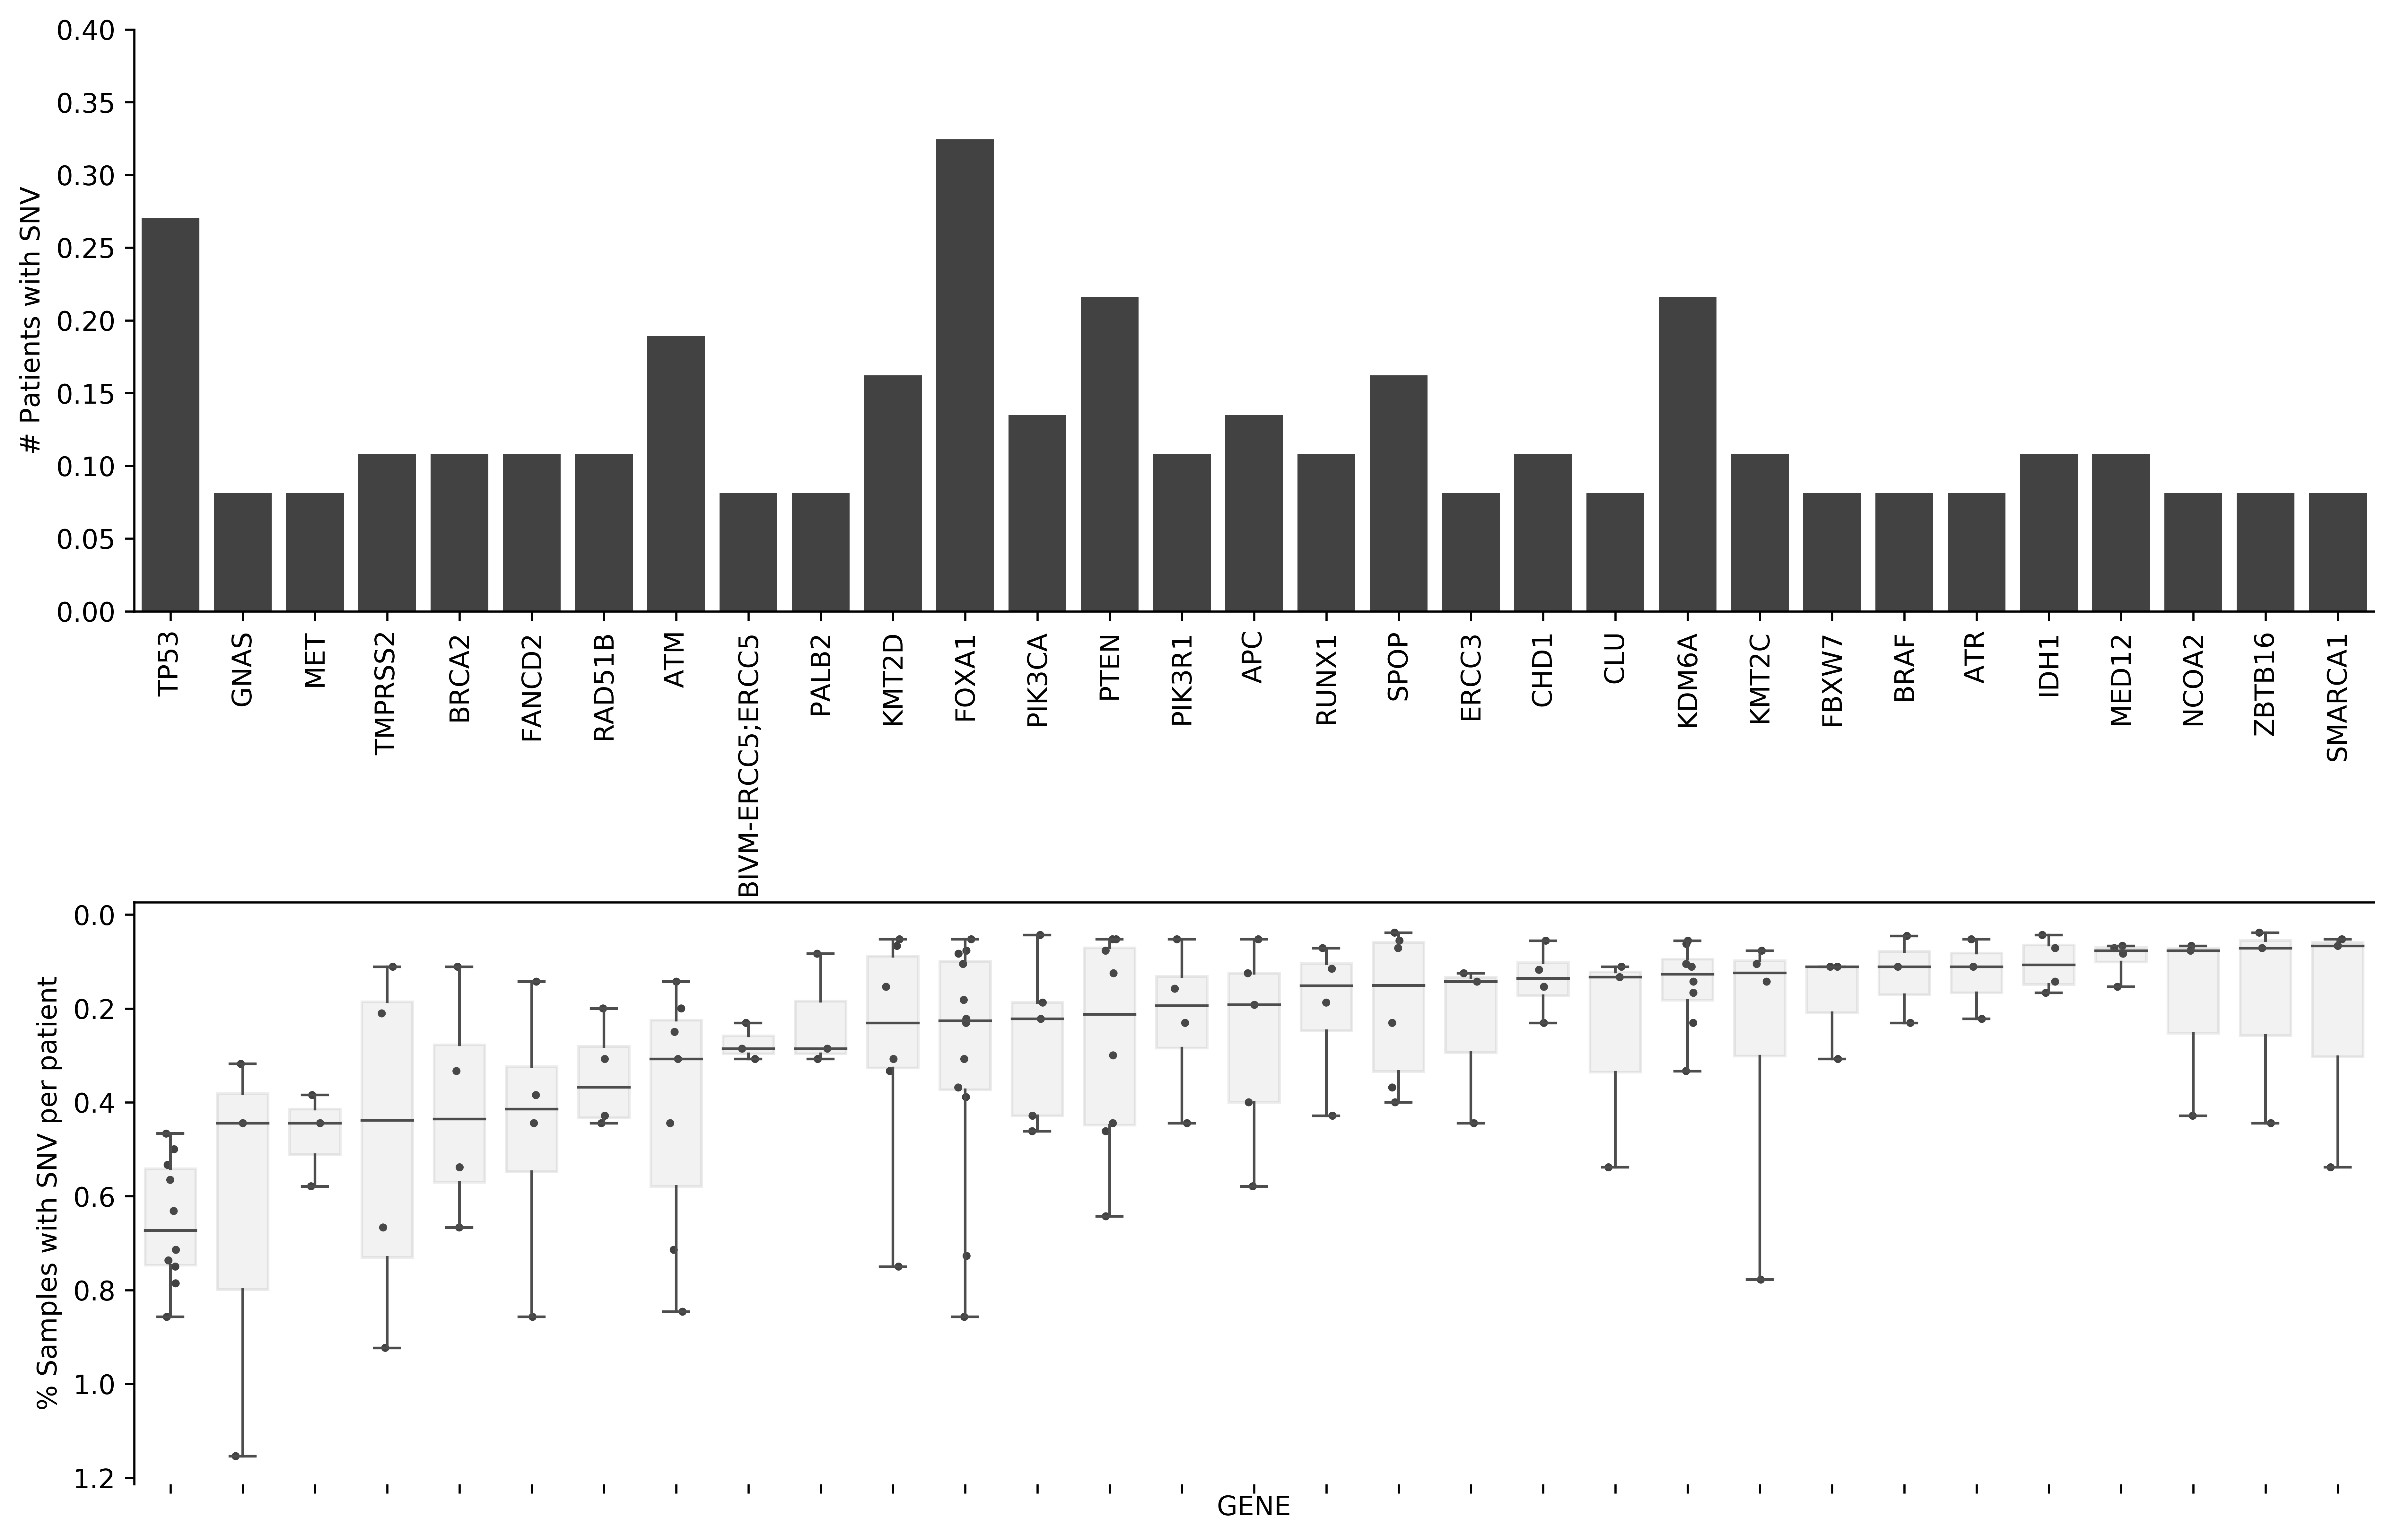 0.40
0.35
0.30
0.25
0.20
0.15
0.10
0.05
0.00
# Patients with SNV
TP53
GNAS
MET
TMPRSS2
BRCA2
FANCD2
RAD51B
ATM
BIVM-ERCC5;ERCC5
PALB2
KMT2D
FOXA1
PIK3CA
PTEN
PIK3R1
APC
RUNX1
SPOP
ERCC3
CHD1
CLU
KDM6A
KMT2C
FBXW7
BRAF
ATR
IDH1
MED12
NCOA2
ZBTB16
SMARCA1
0.0
0.2
0.4
0.6
0.8
1.0
1.2
% Samples with SNV per patient
GENE